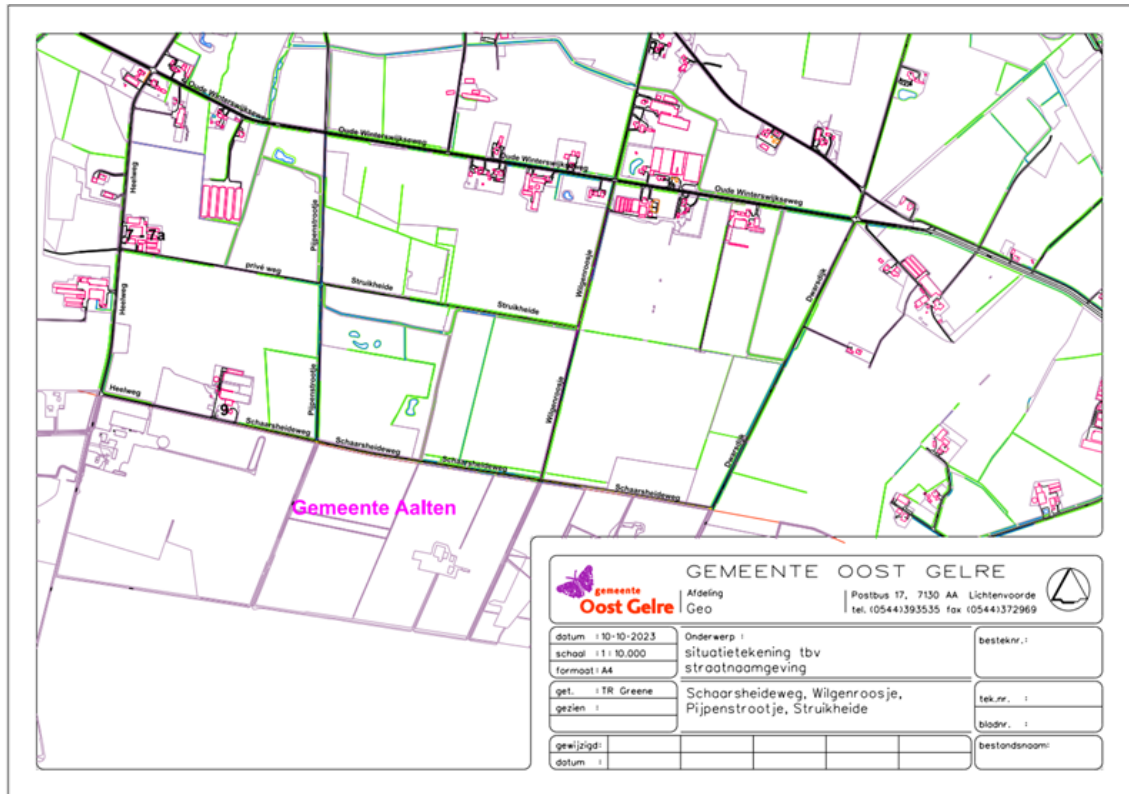 Oude Winterswijkseweg
Oude Winterswijkseweg
Oude Winterswijkseweg
Oude Winterswijkseweg
Heelweg
Pijpenstrootje
7
7a
privé weg
Struikheide
Struikheide
Wilgenroosje
Dwarsdijk
Heelweg
Heelweg
Pijpenstrootje
Wilgenroosje
Dwarsdijk
9
Schaarsheideweg
Schaarsheideweg
Schaarsheideweg
Schaarsheideweg
Gemeente Aalten
gemeente
Oost Gelre
GEMEENTE OOST GELRE
Afdeling
Geo
Postbus 17, 7130 AA Lichtenvoorde
tel. (0544)393535 fax (0544)372969
datum : 10-10-2023
schaal : 1: 10.000
formaat: A4
Onderwerp :
situatietekening tbv
straatnaamgeving
besteknr. :
get. : TR Greene
gezien :
Schaarsheideweg, Wilgenroosje,
Pijpenstrootje, Struikheide
tek.nr. :
bladnr. :
gewijzigd:
datum :
bestandsnaam: